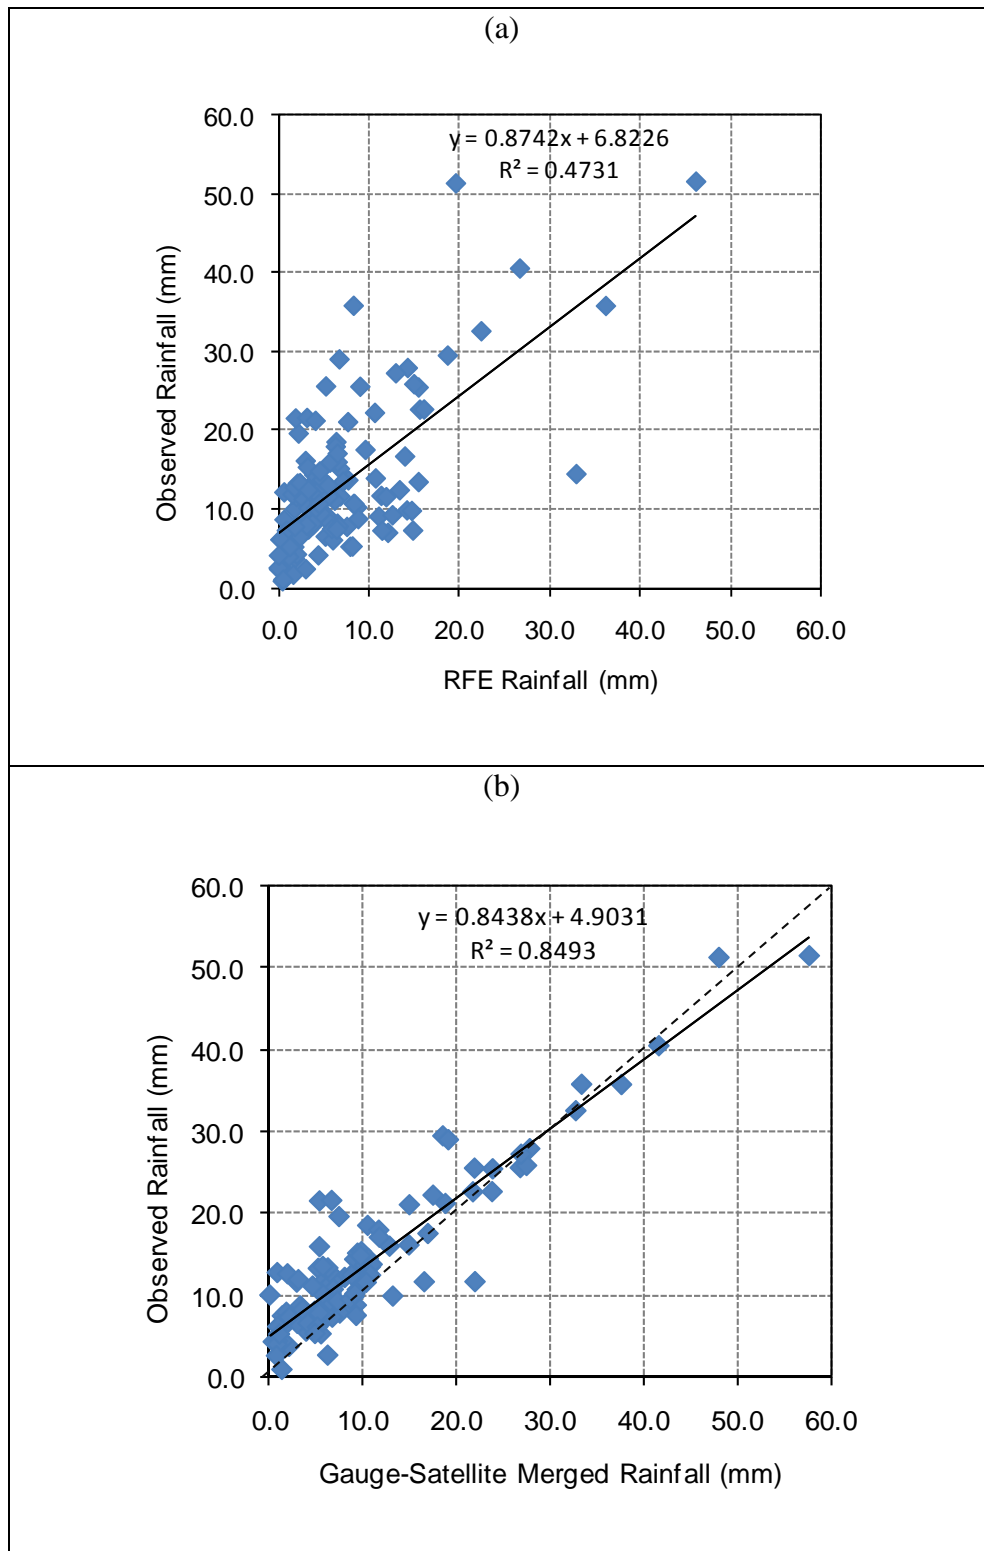 (a)
60.0
y = 0.8742x + 6.8226
R² = 0.4731
50.0
40.0
30.0
20.0
10.0
0.0
Observed Rainfall (mm)
0.0 10.0 20.0 30.0 40.0 50.0 60.0
RFE Rainfall (mm)
(b)
60.0
y = 0.8438x + 4.9031
R² = 0.8493
50.0
40.0
30.0
20.0
10.0
0.0
Observed Rainfall (mm)
0.0 10.0 20.0 30.0 40.0 50.0 60.0
Gauge-Satellite Merged Rainfall (mm)